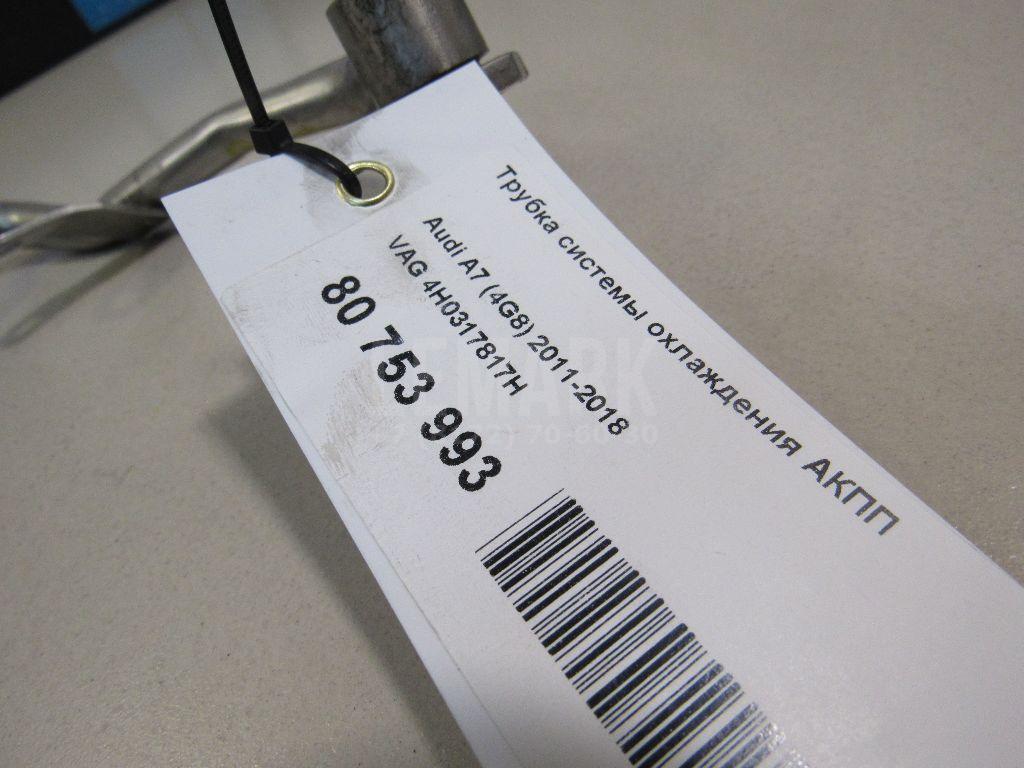 Трубка системы охлаждения АКПП
Audi A7 (4G8) 2011-2018
VAG 4H0317817H
80 753 993